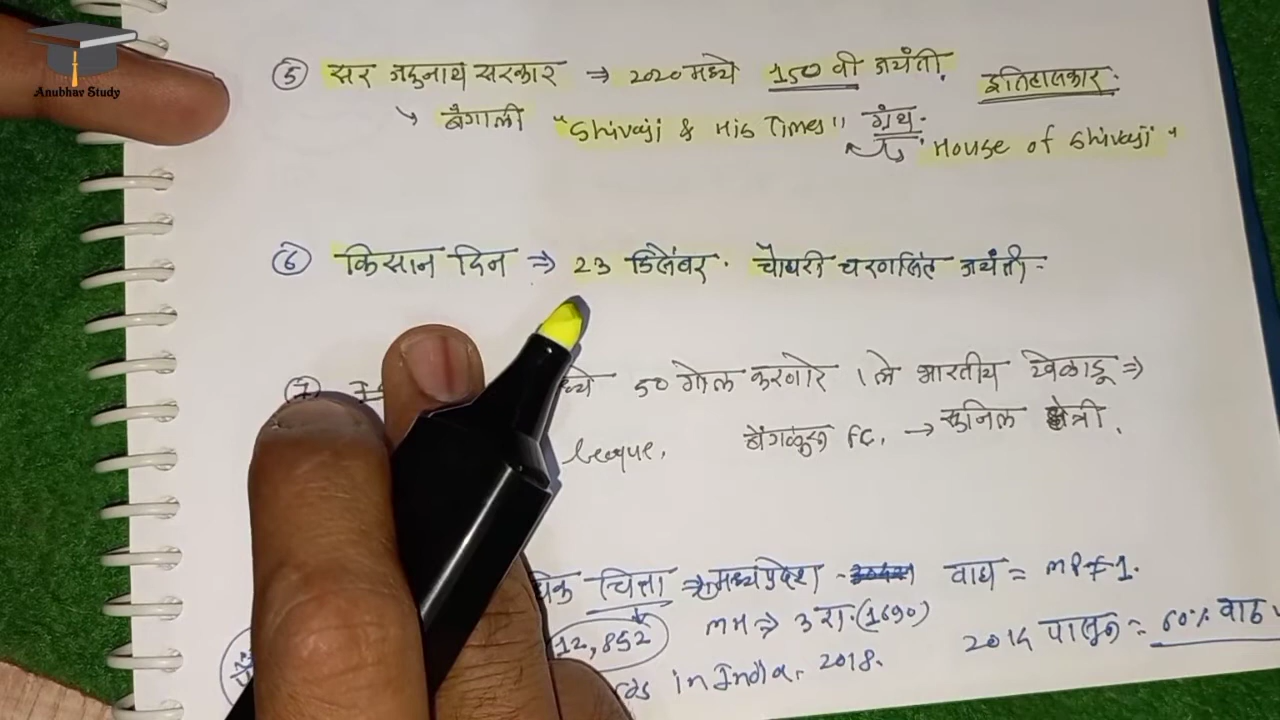 Anubhav Study
⑤ सर जदुनाथ सरकार ⇒ 2020 मध्ये 150 वी जयंती. इतिहासकार.
↳ बंगाली "Shivaji & His Times" ग्रंथ.
"House of Shivaji"
⑥ किसान दिन ⇒ 23 डिसेंबर. चौधरी चरणसिंह जयंती
⑦ मध्ये 50 गोल करणारे 1 ले भारतीय खेळाडू ⇒
league. बेंगळुरू FC. → सुनिल छेत्री.
चित्ता ⇒ मध्यप्रदेश वाघ = MP # 1.
12,852 MH ⇒ 3 रा. (1690) 2014 पासून = 60% वाढ.
in India. 2018.